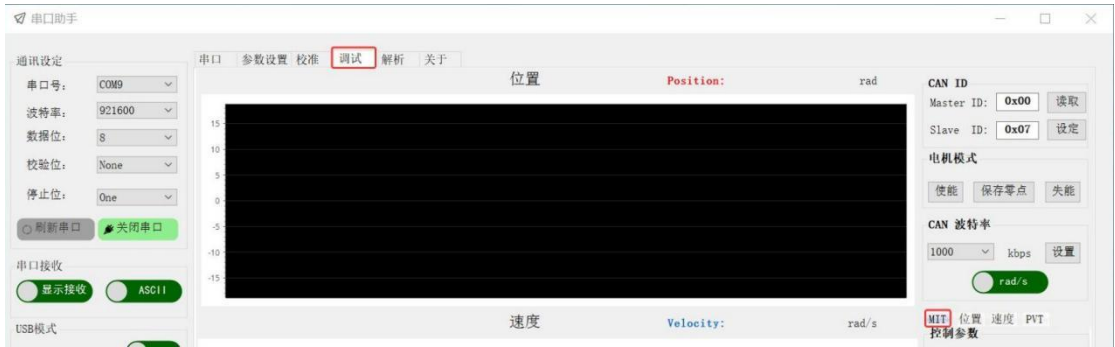 串口助手
通讯设定
串口号: COM9
波特率: 921600
数据位: 8
校验位: None
停止位: One
刷新串口 关闭串口
串口接收
显示接收 ASCII
USB模式
串口 参数设置 校准 调试 解析 关于
位置 Position: rad
15
10
5
0
-5
-10
-15
速度 Velocity: rad/s
CAN ID
Master ID: 0x00 读取
Slave ID: 0x07 设定
电机模式
使能 保存零点 失能
CAN 波特率
1000 kbps 设置
rad/s
MIT 位置 速度 PVT
控制参数